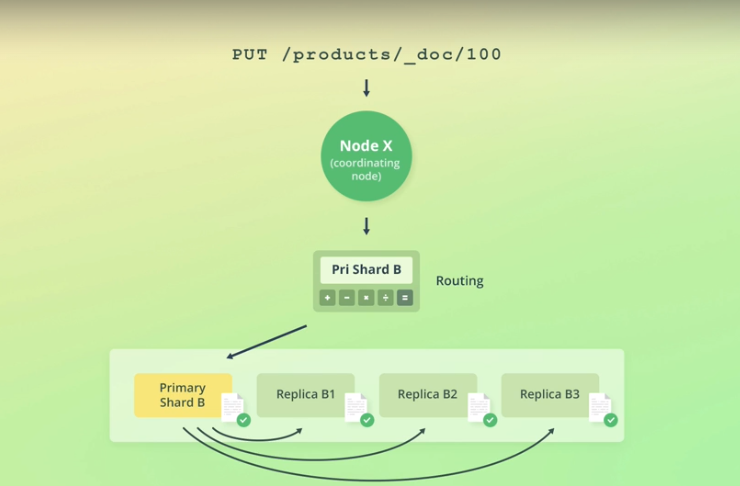 PUT /products/_doc/100
Node X
(coordinating
node)
Pri Shard B
+ - × ÷ =
Routing
Primary
Shard B
Replica B1
Replica B2
Replica B3